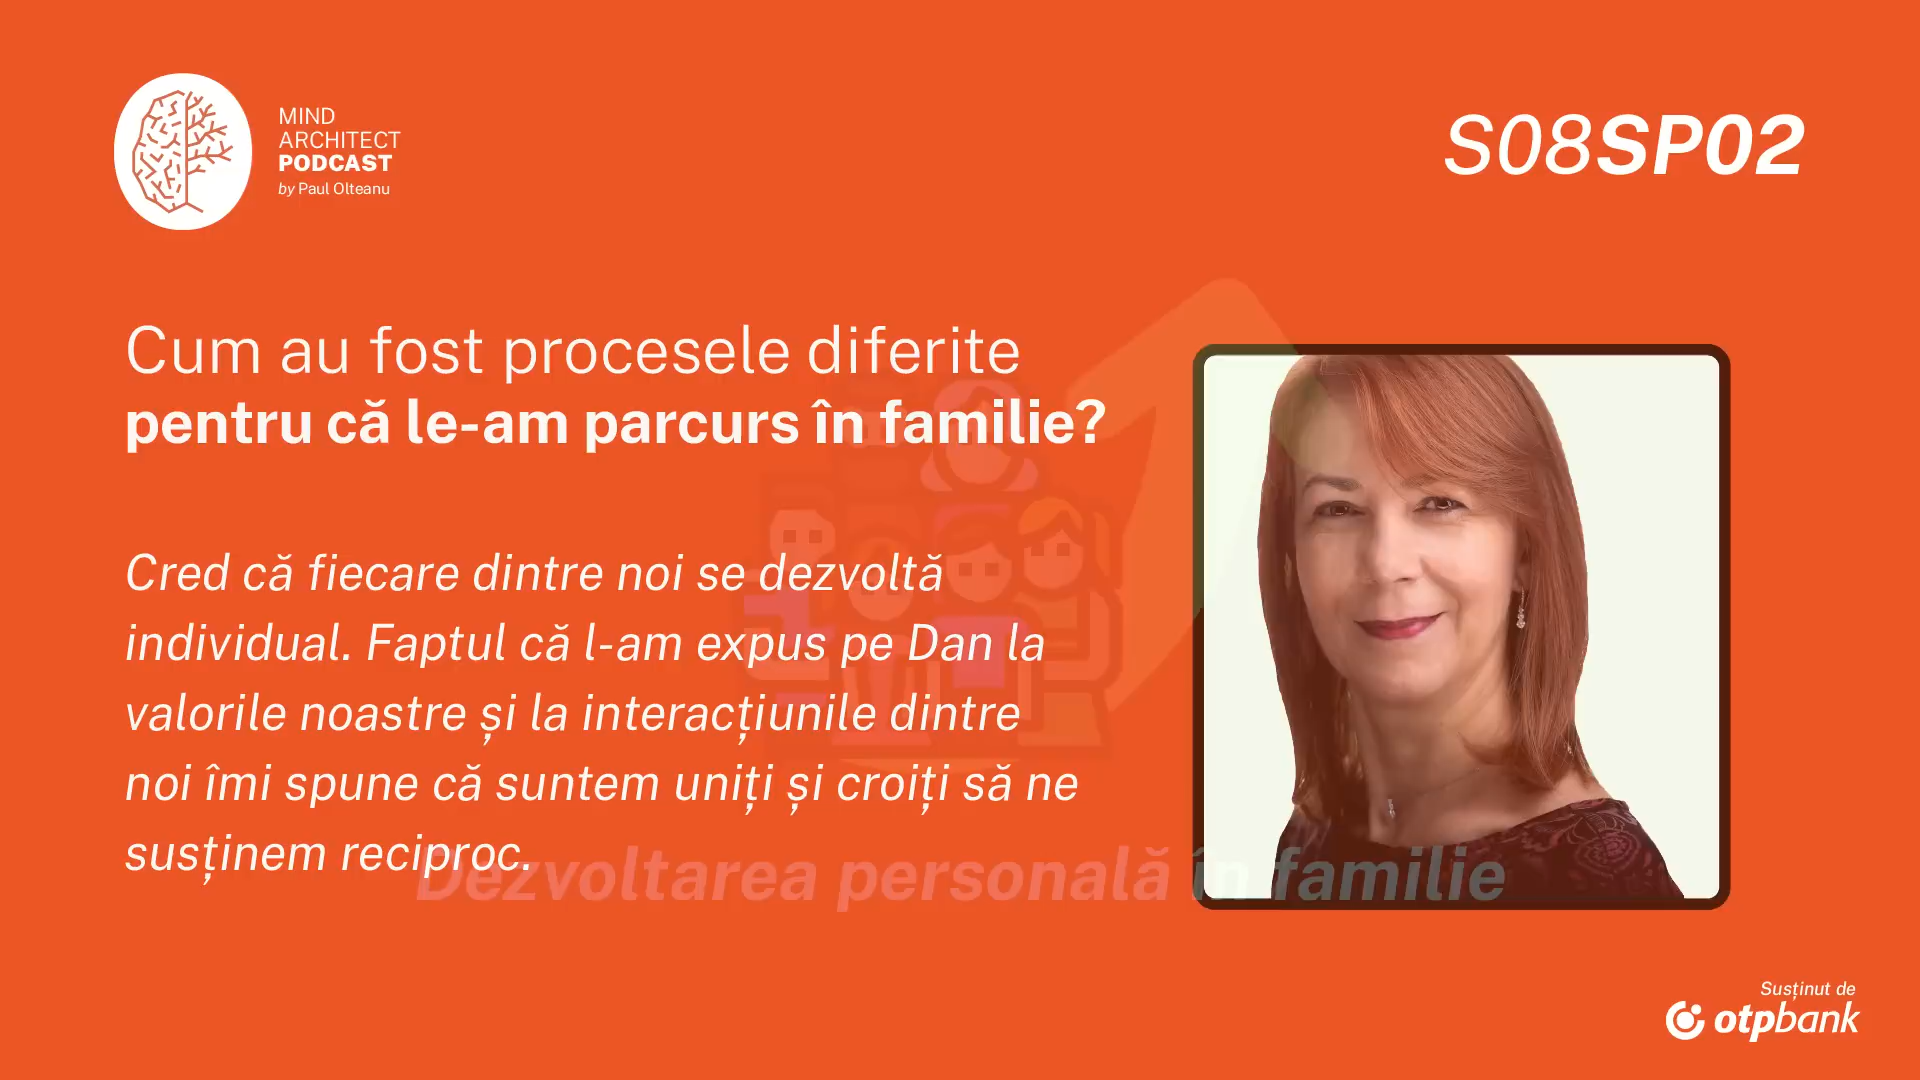 MIND
ARCHITECT
PODCAST
by Paul Olteanu
S08SP02
Cum au fost procesele diferite
pentru că le-am parcurs în familie?
Cred că fiecare dintre noi se dezvoltă
individual. Faptul că l-am expus pe Dan la
valorile noastre și la interacțiunile dintre
noi îmi spune că suntem uniți și croiți să ne
susținem reciproc.
Dezvoltarea personală în familie
Susținut de
otpbank